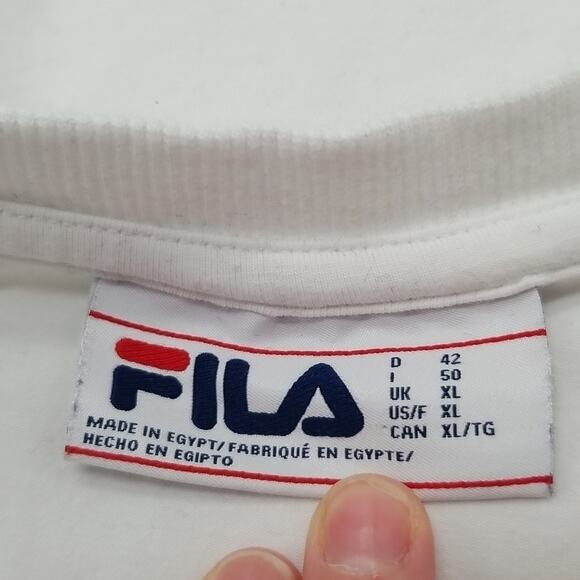 FILA
D 42
I 50
UK XL
US/F XL
CAN XL/TG
MADE IN EGYPT/FABRIQUÉ EN EGYPTE/
HECHO EN EGIPTO